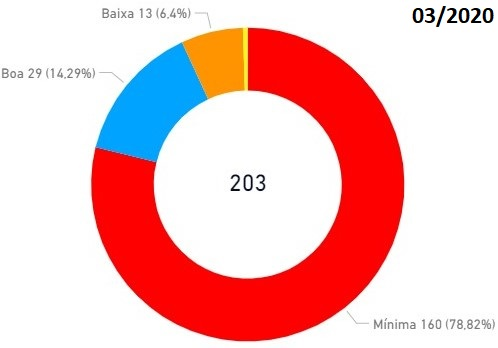 03/2020
Baixa 13 (6,4%)
Boa 29 (14,29%)
203
Mínima 160 (78,82%)